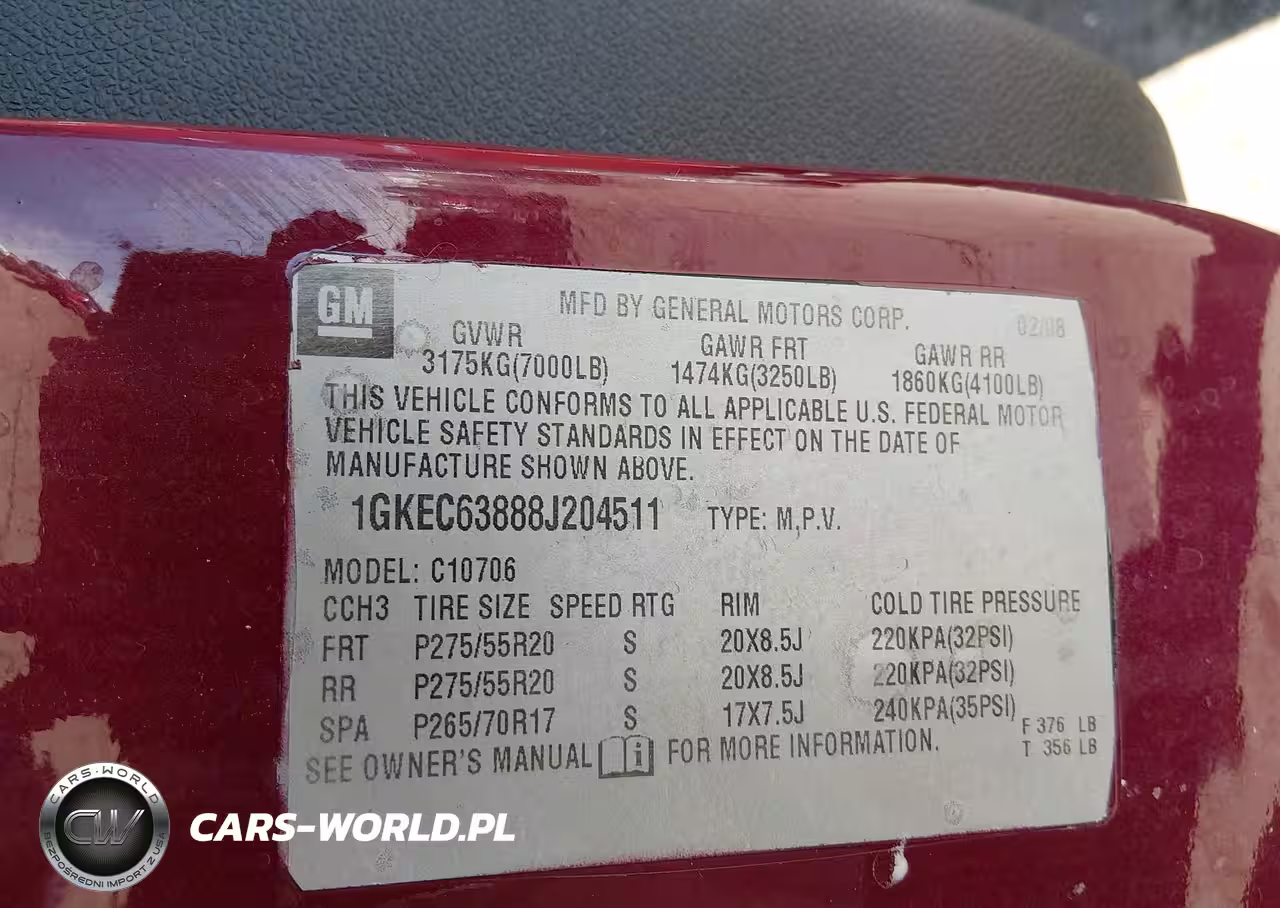 GM
MFD BY GENERAL MOTORS CORP.
02/08
GVWR GAWR FRT GAWR RR
3175KG(7000LB) 1474KG(3250LB) 1860KG(4100LB)
THIS VEHICLE CONFORMS TO ALL APPLICABLE U.S. FEDERAL MOTOR
VEHICLE SAFETY STANDARDS IN EFFECT ON THE DATE OF
MANUFACTURE SHOWN ABOVE.
1GKEC63888J204511 TYPE: M,P.V.
MODEL: C10706
CCH3 TIRE SIZE SPEED RTG RIM COLD TIRE PRESSURE
FRT P275/55R20 S 20X8.5J 220KPA(32PSI)
RR P275/55R20 S 20X8.5J 220KPA(32PSI)
SPA P265/70R17 S 17X7.5J 240KPA(35PSI)
F 376 LB
T 356 LB
SEE OWNER'S MANUAL i FOR MORE INFORMATION.
CARS-WORLD
CW
BEZPOŚREDNI IMPORT Z USA
CARS-WORLD.PL